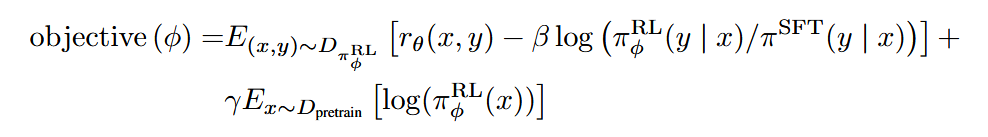 objective (ϕ) =E_{(x,y)∼D_{π_ϕ^{RL}}} [r_θ(x, y) − β log (π_ϕ^{RL}(y | x)/π^{SFT}(y | x))] +
γE_{x∼D_{pretrain}} [log(π_ϕ^{RL}(x))]